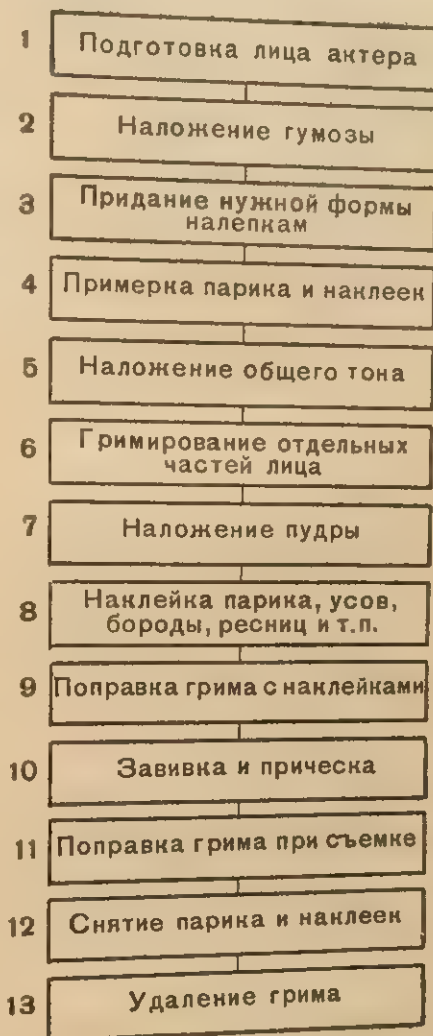 1 Подготовка лица актера
2 Наложение гумозы
3 Придание нужной формы
налепкам
4 Примерка парика и наклеек
5 Наложение общего тона
6 Гримирование отдельных
частей лица
7 Наложение пудры
8 Наклейка парика, усов,
бороды, ресниц и т.п.
9 Поправка грима с наклейками
10 Завивка и прическа
11 Поправка грима при съемке
12 Снятие парика и наклеек
13 Удаление грима